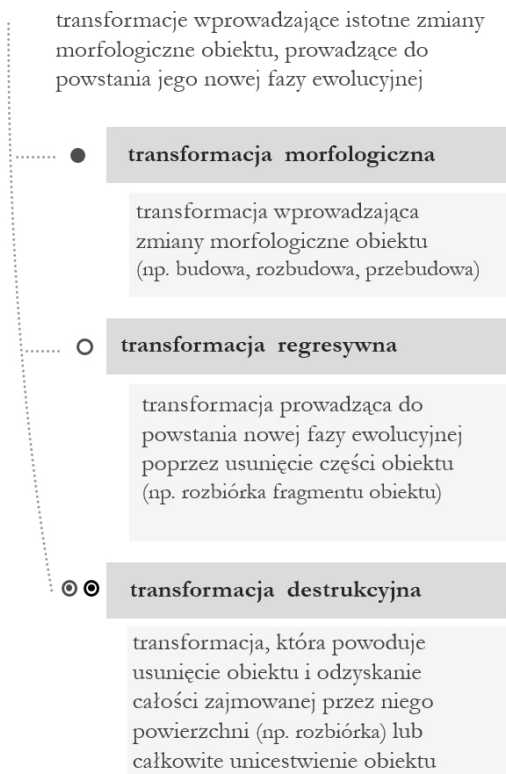 transformacje wprowadzające istotne zmiany
morfologiczne obiektu, prowadzące do
powstania jego nowej fazy ewolucyjnej
transformacja morfologiczna
transformacja wprowadzająca
zmiany morfologiczne obiektu
(np. budowa, rozbudowa, przebudowa)
transformacja regresywna
transformacja prowadząca do
powstania nowej fazy ewolucyjnej
poprzez usunięcie części obiektu
(np. rozbiórka fragmentu obiektu)
transformacja destrukcyjna
transformacja, która powoduje
usunięcie obiektu i odzyskanie
całości zajmowanej przez niego
powierzchni (np. rozbiórka) lub
całkowite unicestwienie obiektu